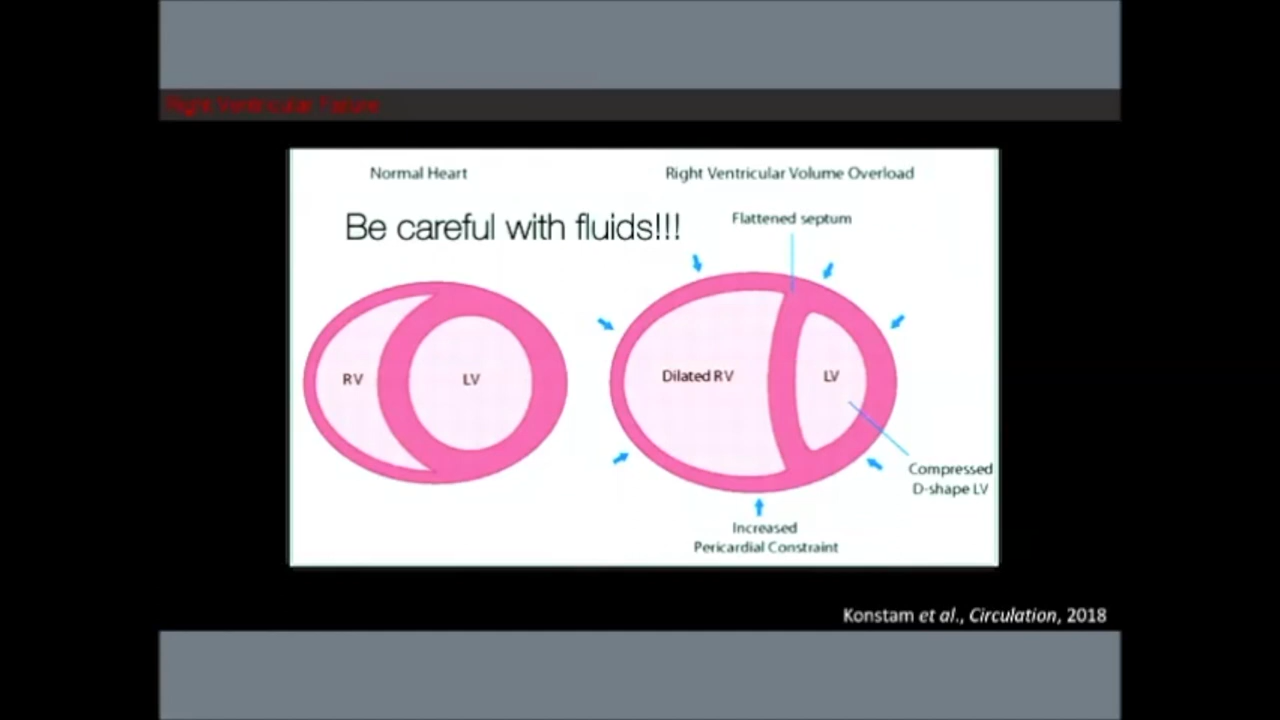 Right Ventricular Failure
Normal Heart
Right Ventricular Volume Overload
Be careful with fluids!!!
Flattened septum
RV
LV
Dilated RV
LV
Compressed
D-shape LV
Increased
Pericardial Constraint
Konstam et al., Circulation, 2018